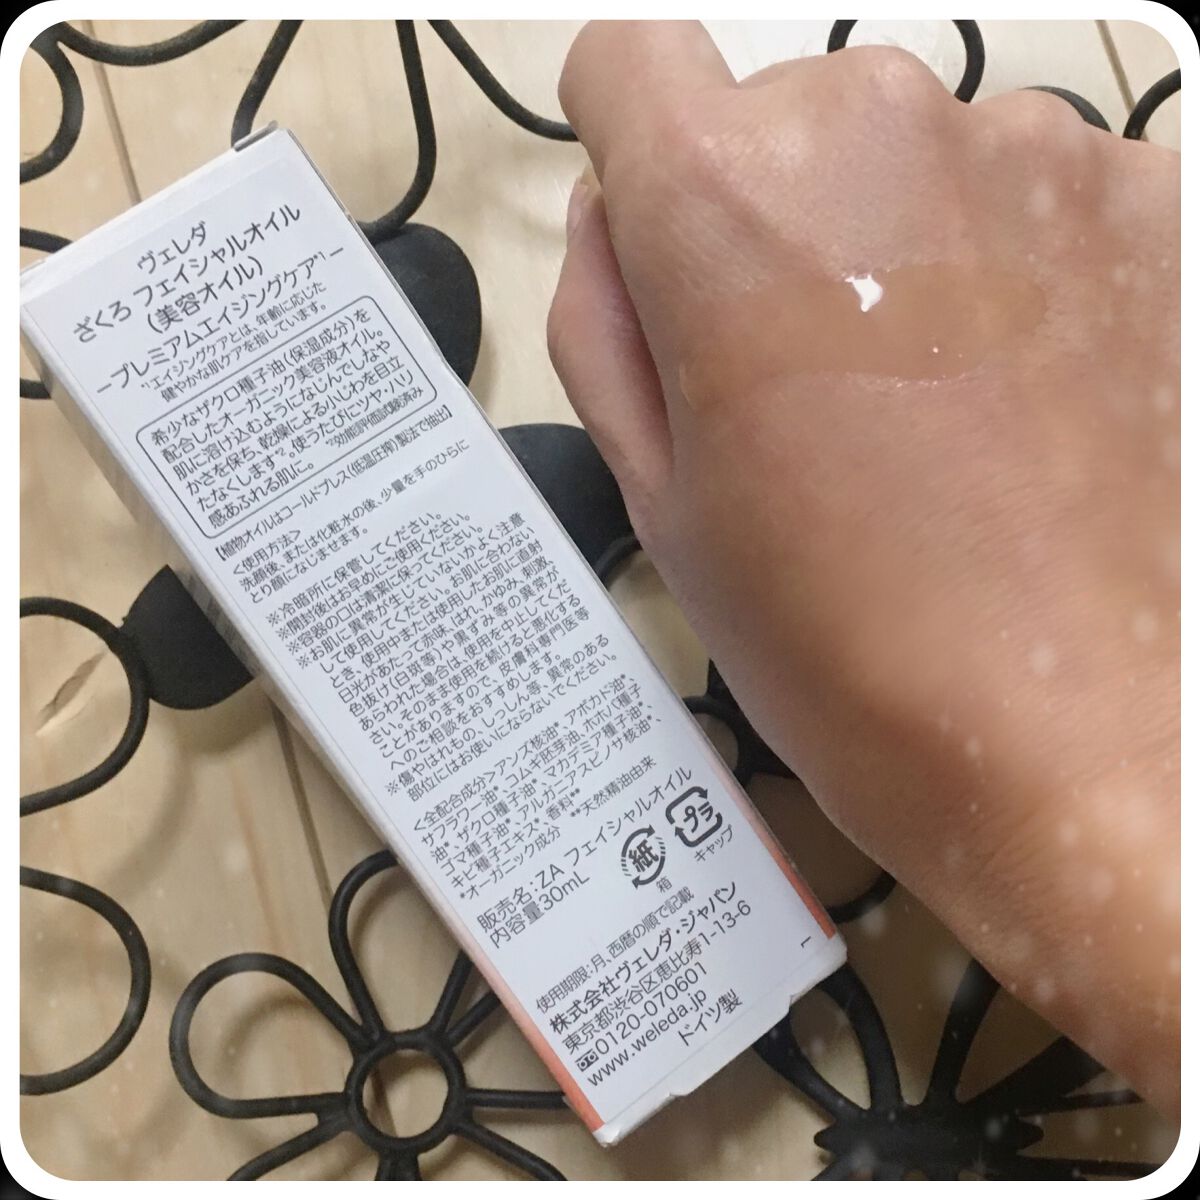 ヴェレダ
ざくろ フェイシャルオイル
(美容オイル)
ープレミアムエイジングケア*1ー
*1エイジングケアとは、年齢に応じた
健やかな肌ケアを指しています。
希少なザクロ種子油(保湿成分)を
配合したオーガニック美容液オイル。
肌に溶け込むようになじんでしなや
かさを保ち、乾燥による小じわを目立
たなくします*2。使うたびにツヤ・ハリ
感あふれる肌に。 *2効能評価試験済み
【植物オイルはコールドプレス(低温圧搾)製法で抽出】
<使用方法>
洗顔後、または化粧水の後、少量を手のひらに
とり顔になじませます。
※冷暗所に保管してください。
※開封後はお早めにご使用ください。
※容器の口は清潔に保ってください。
※お肌に異常が生じていないかよく注意
して使用してください。お肌に合わない
とき、使用中または使用したお肌に直射
日光があたって赤味、はれ、かゆみ、刺激、
色抜け(白斑等)や黒ずみ等の異常が
あらわれた場合は、使用を中止してくだ
さい。そのまま使用を続けると悪化する
ことがありますので、皮膚科専門医等
へのご相談をおすすめします。
※傷やはれもの、しっしん等、異常のある
部位にはお使いにならないでください。
<全配合成分>アンズ核油*、アボカド油*、
サフラワー油*、コムギ胚芽油、ホホバ種子
油*、ザクロ種子油*、マカデミア種子油*、
ゴマ種子油*、アルガニアスピノサ核油*、
キビ種子エキス*、香料**
*オーガニック成分 **天然精油由来
販売名:ZA フェイシャルオイル
内容量30mL
紙
箱
プラ
キャップ
使用期限:月、西暦の順で記載
株式会社ヴェレダ・ジャパン
東京都渋谷区恵比寿1-13-6
0120-070601
www.weleda.jp
ドイツ製